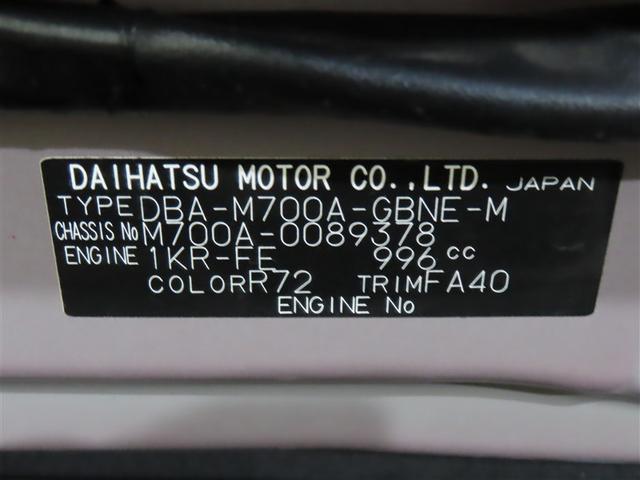 DAIHATSU MOTOR CO.,LTD. JAPAN
TYPE DBA-M700A-GBNE-M
CHASSIS No M700A-0089378
ENGINE 1KR-FE 996 cc
COLOR R72 TRIM FA40
ENGINE No